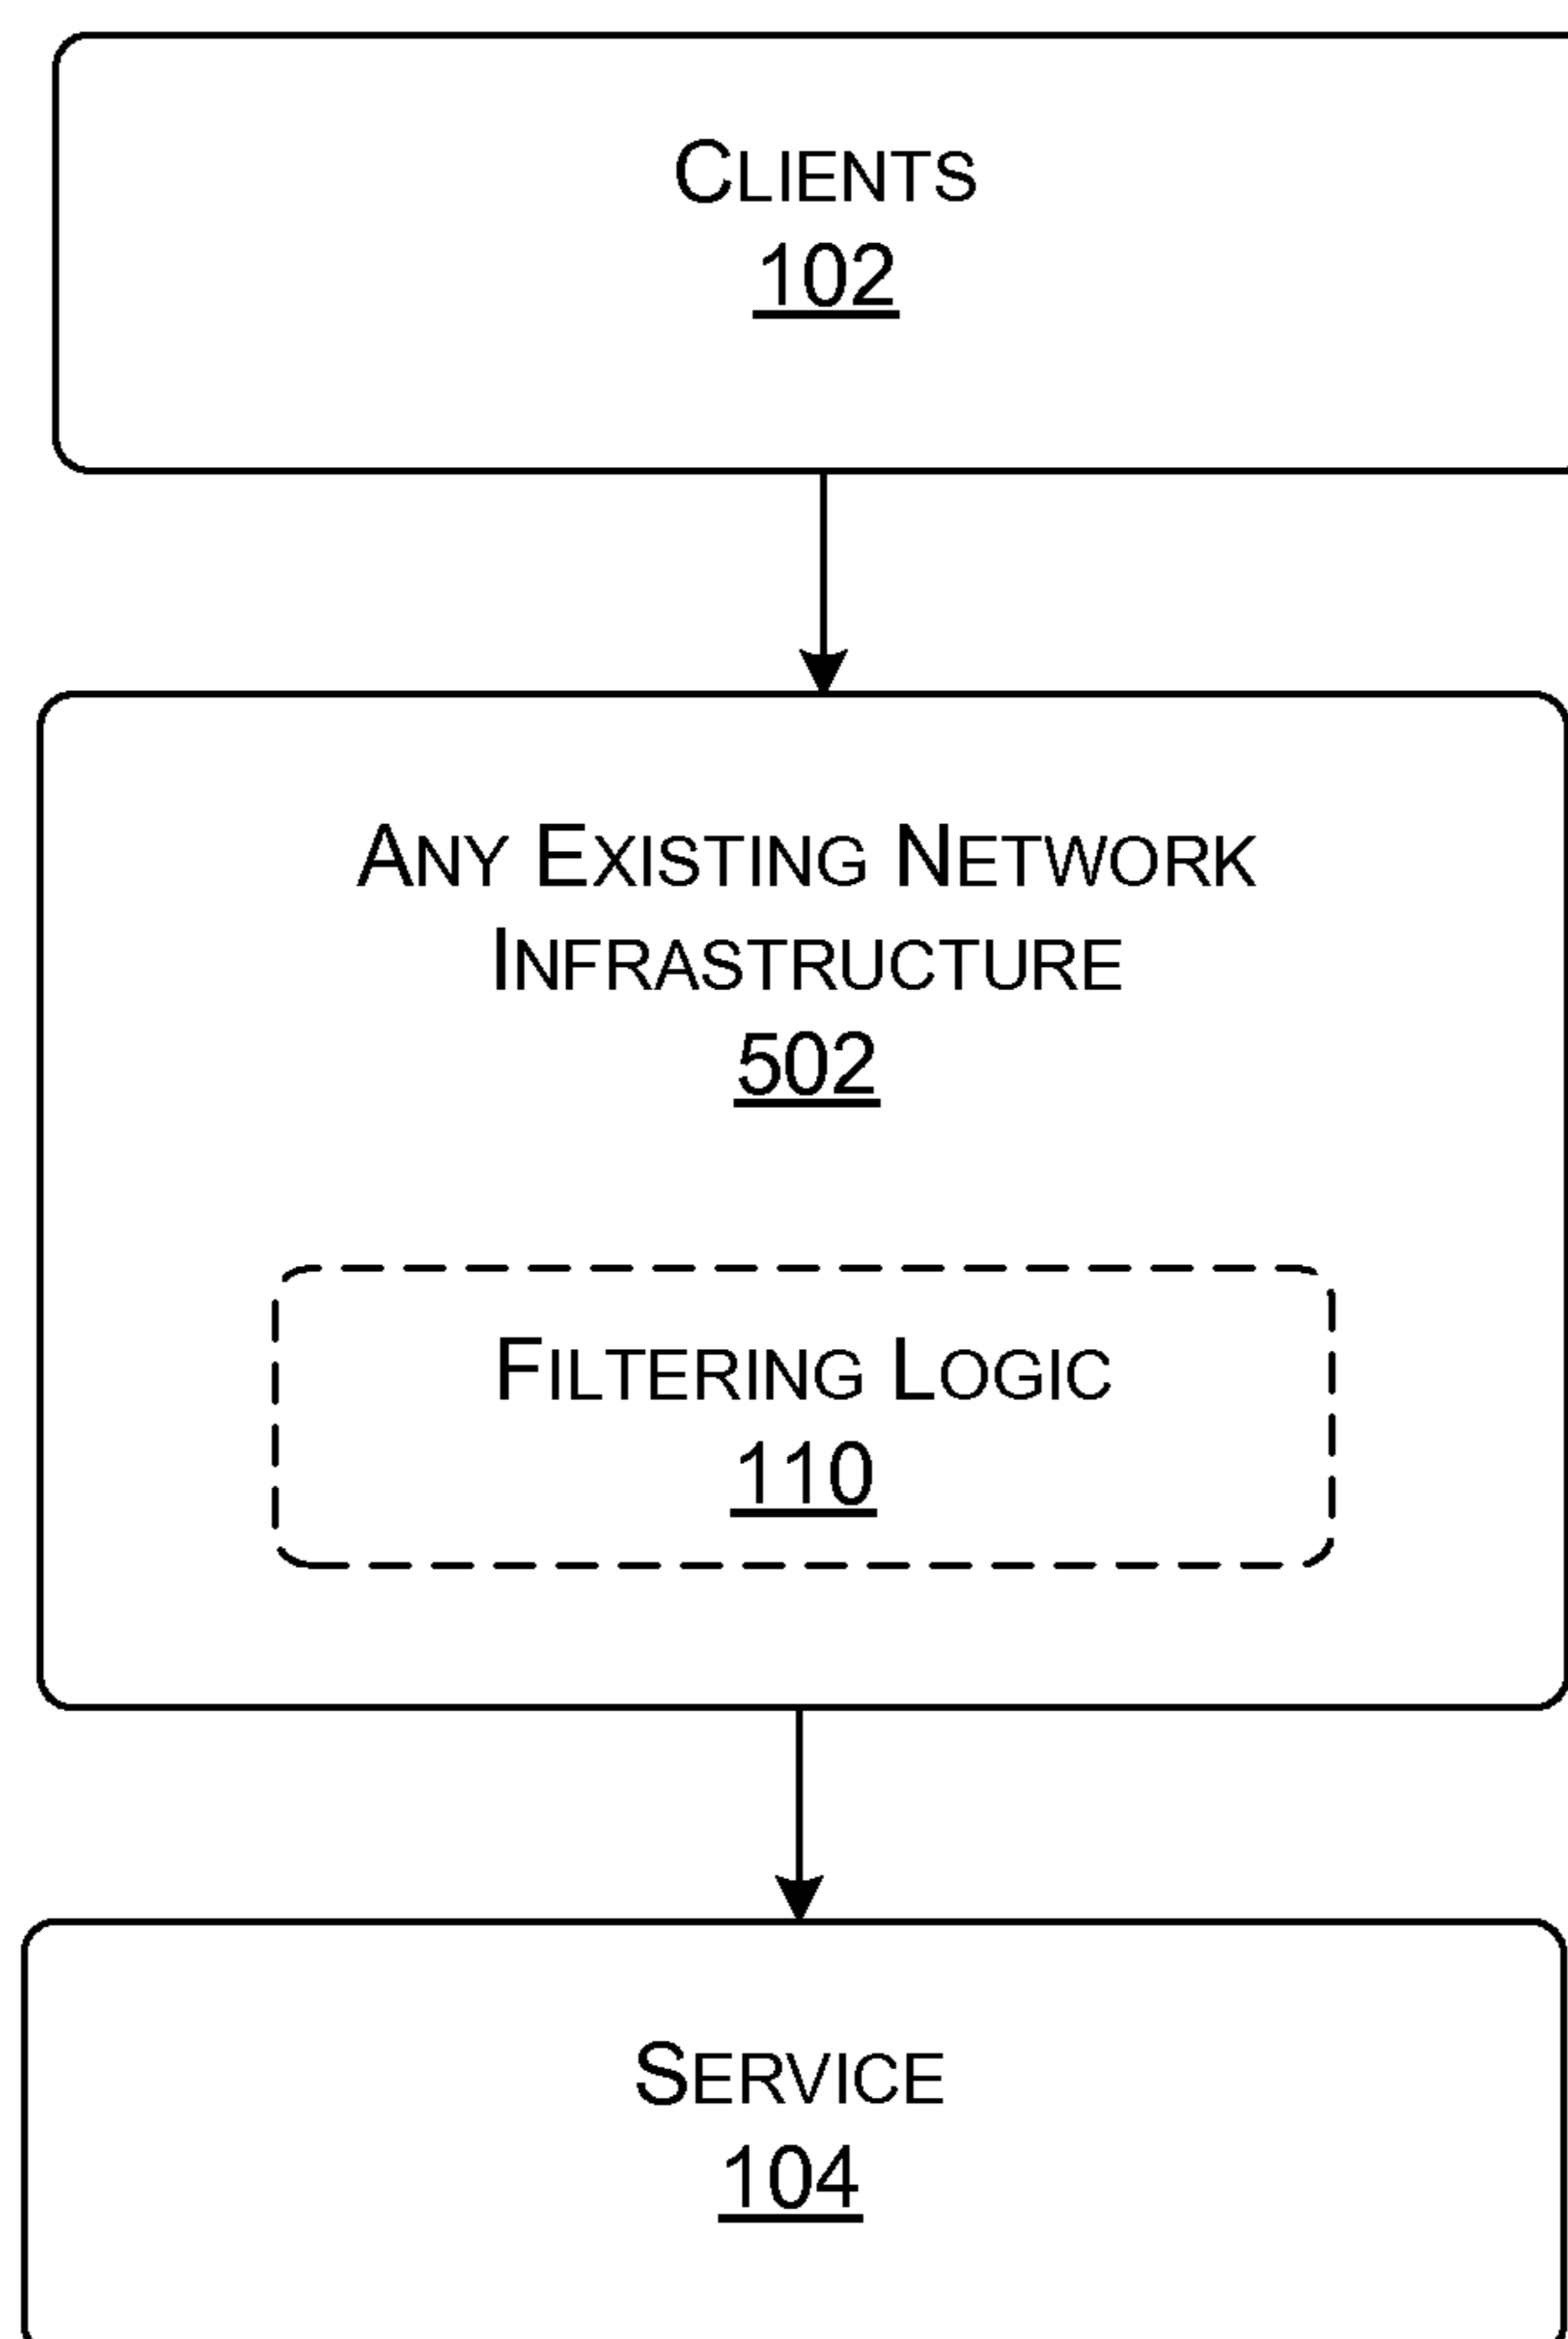 CLIENTS
102
ANY EXISTING NETWORK
INFRASTRUCTURE
502
FILTERING LOGIC
110
SERVICE
104